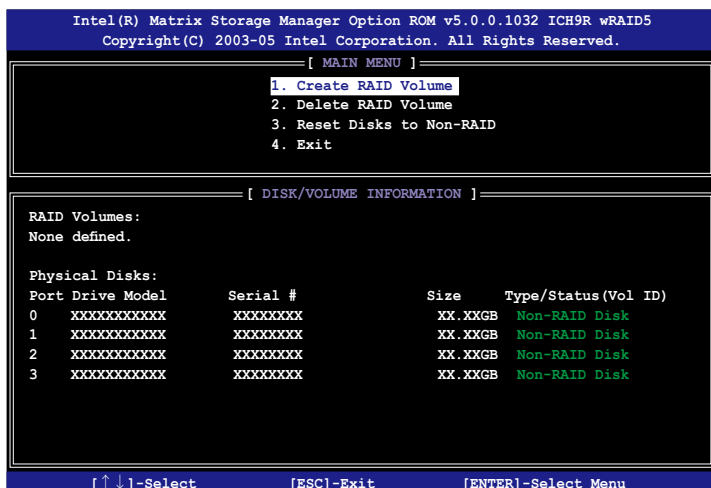 Intel(R) Matrix Storage Manager Option ROM v5.0.0.1032 ICH9R wRAID5
Copyright(C) 2003-05 Intel Corporation. All Rights Reserved.
[ MAIN MENU ]
1. Create RAID Volume
2. Delete RAID Volume
3. Reset Disks to Non-RAID
4. Exit
[ DISK/VOLUME INFORMATION ]
RAID Volumes:
None defined.
Physical Disks:
Port Drive Model Serial # Size Type/Status(Vol ID)
0 XXXXXXXXXXX XXXXXXXX XX.XXGB Non-RAID Disk
1 XXXXXXXXXXX XXXXXXXX XX.XXGB Non-RAID Disk
2 XXXXXXXXXXX XXXXXXXX XX.XXGB Non-RAID Disk
3 XXXXXXXXXXX XXXXXXXX XX.XXGB Non-RAID Disk
[↑↓]-Select [ESC]-Exit [ENTER]-Select Menu